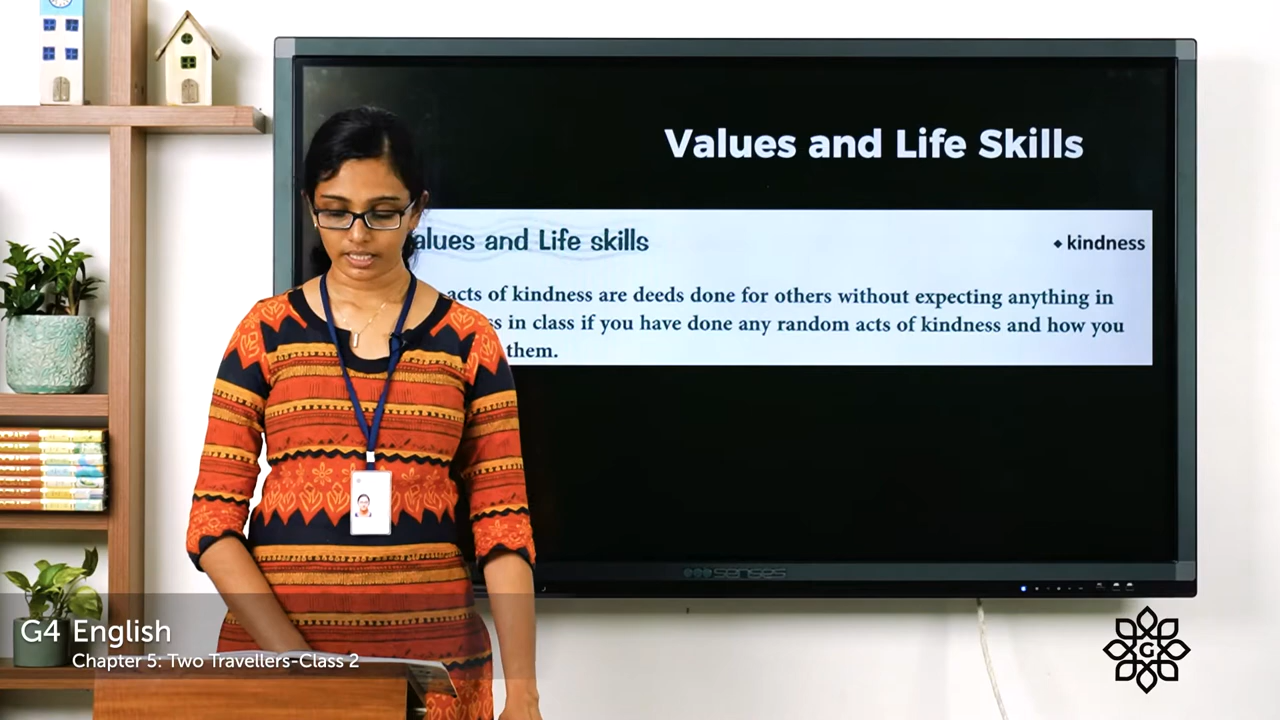 Values and Life Skills
alues and Life skills
◆ kindness
acts of kindness are deeds done for others without expecting anything in
ss in class if you have done any random acts of kindness and how you
them.
senses
G4 English
Chapter 5: Two Travellers-Class 2
G